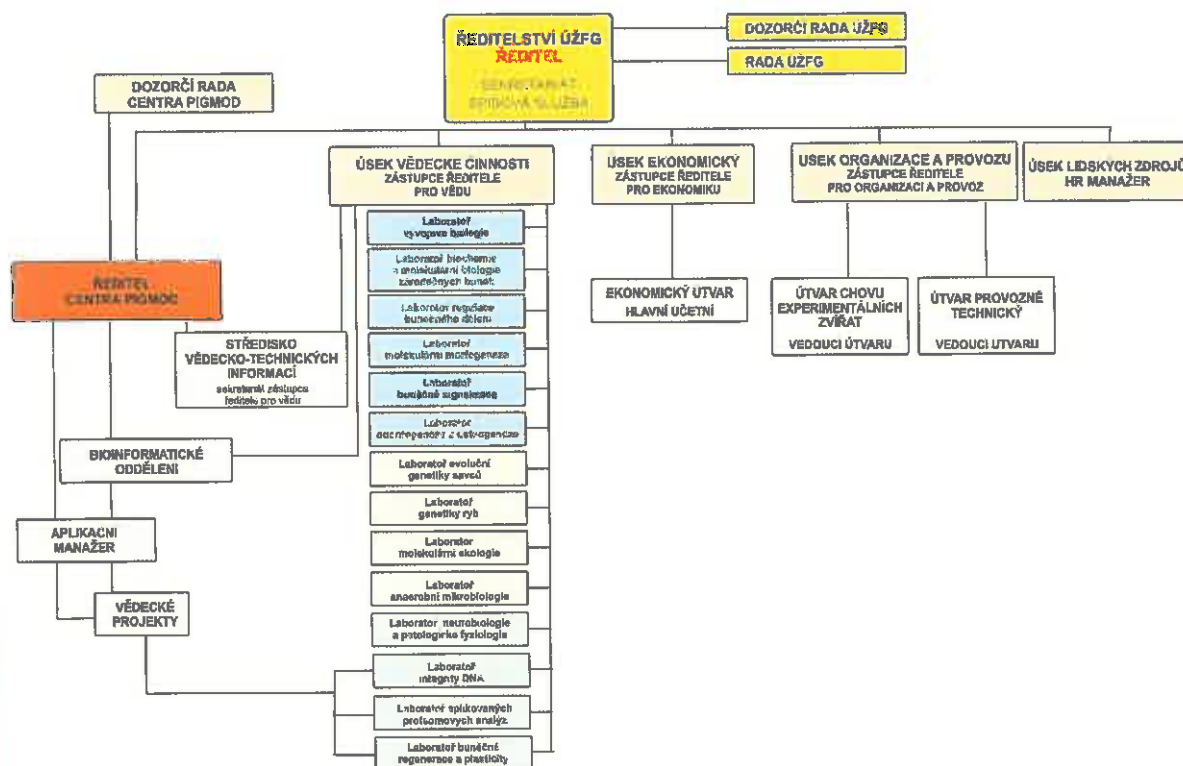 ŘEDITELSTVÍ ÚŽFG
ŘEDITEL
SEKRETARIÁT
SPISOVÁ SLUŽBA
DOZORČÍ RADA UŽFG
RADA UŽFG
DOZORČÍ RADA
CENTRA PIGMOD
ÚSEK VĚDECKÉ ČINNOSTI
ZÁSTUPCE ŘEDITELE
PRO VĚDU
ÚSEK EKONOMICKÝ
ZÁSTUPCE ŘEDITELE
PRO EKONOMIKU
USEK ORGANIZACE A PROVOZU
ZÁSTUPCE ŘEDITELE
PRO ORGANIZACI A PROVOZ
ÚSEK LIDSKÝCH ZDROJŮ
HR MANAŽER
Laboratoř
vývojové biologie
Laboratoř biochemie
a molekulární biologie
zárodečných buněk
Laboratoř regulace
buněčného dělení
Laboratoř
molekulární morfogeneze
Laboratoř
buněčné signalizace
Laboratoř
odontogeneze a osteogeneze
Laboratoř evoluční
genetiky savců
Laboratoř
genetiky ryb
Laboratoř
molekulární ekologie
Laboratoř
anaerobní mikrobiologie
Laboratoř neurobiologie
a patologické fyziologie
Laboratoř
integrity DNA
Laboratoř aplikovaných
proteomových analýz
Laboratoř buněčné
regenerace a plasticity
ŘEDITEL
CENTRA PIGMOD
STŘEDISKO
VĚDECKO-TECHNICKÝCH
INFORMACÍ
sekretariát zástupce
ředitele pro vědu
BIOINFORMATICKÉ
ODDĚLENÍ
APLIKAČNÍ
MANAŽER
VĚDECKÉ
PROJEKTY
EKONOMICKÝ ÚTVAR
HLAVNÍ ÚČETNÍ
ÚTVAR CHOVU
EXPERIMENTÁLNÍCH
ZVÍŘAT
VEDOUCÍ ÚTVARU
ÚTVAR PROVOZNĚ
TECHNICKÝ
VEDOUCI UTVARU